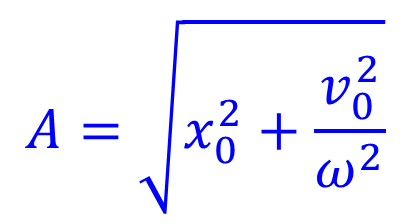 A = √(x₀² + v₀²/ω²)